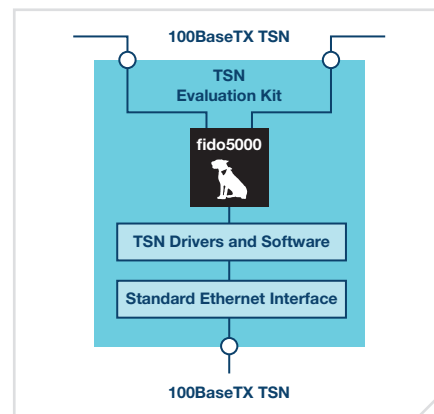 100BaseTX TSN
TSN
Evaluation Kit
fido5000
TSN Drivers and Software
Standard Ethernet Interface
100BaseTX TSN